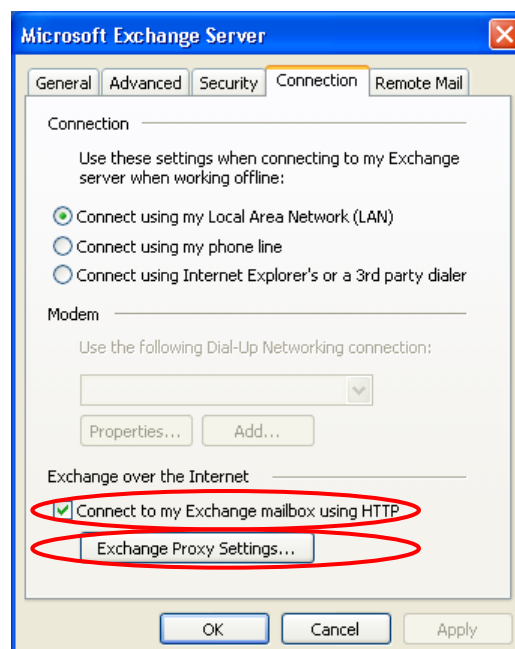 Microsoft Exchange Server
General Advanced Security Connection Remote Mail
Connection
Use these settings when connecting to my Exchange
server when working offline:
Connect using my Local Area Network (LAN)
Connect using my phone line
Connect using Internet Explorer's or a 3rd party dialer
Modem
Use the following Dial-Up Networking connection:
Properties... Add...
Exchange over the Internet
Connect to my Exchange mailbox using HTTP
Exchange Proxy Settings...
OK Cancel Apply